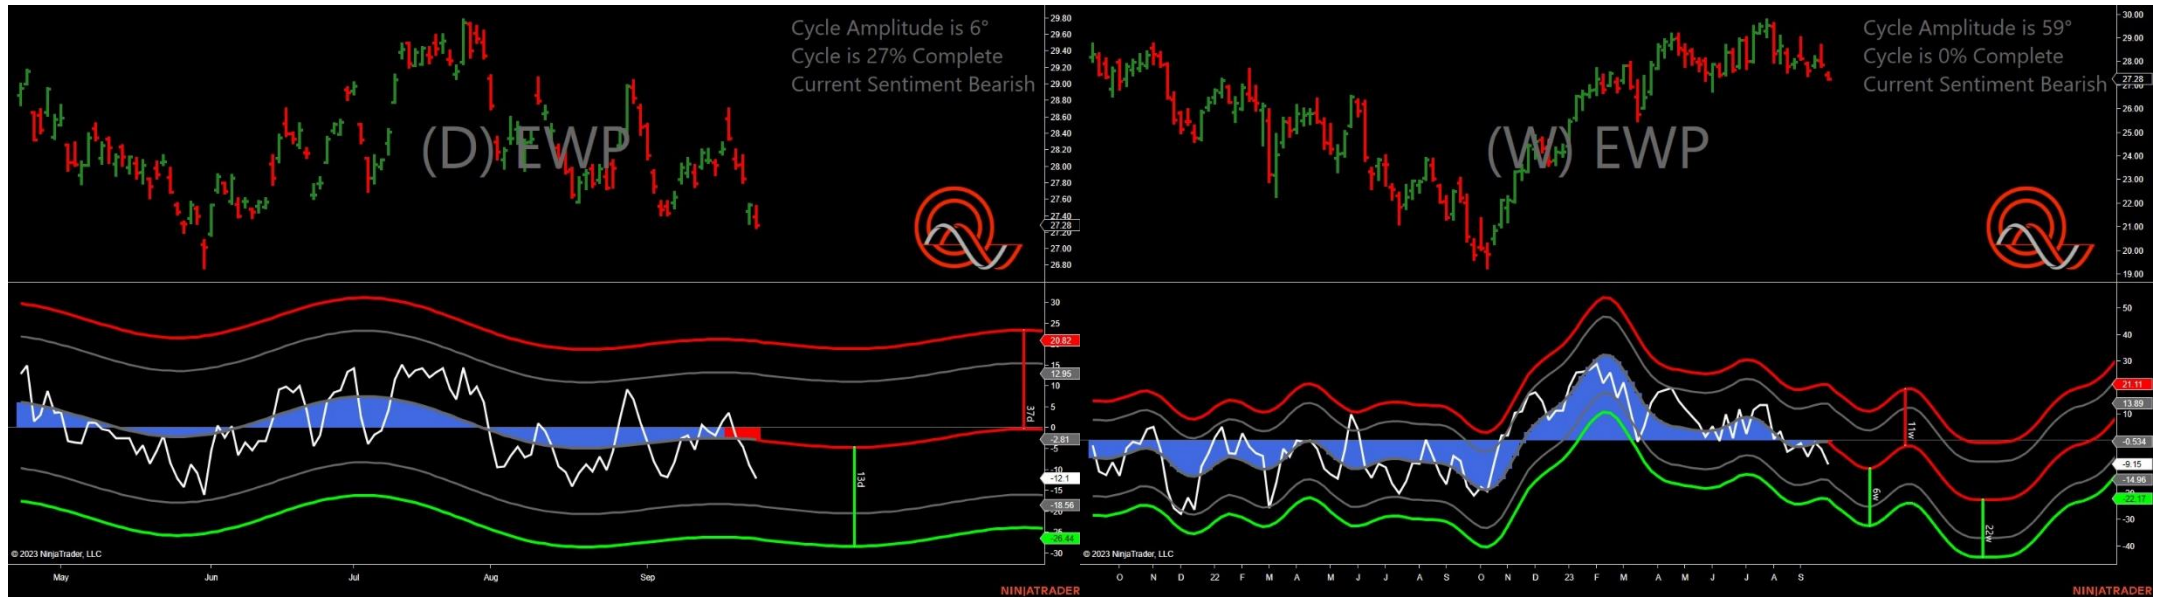 Cycle Amplitude is 6°
Cycle is 27% Complete
Current Sentiment Bearish
(D) EWP
29.80
29.60
29.40
29.20
29.00
28.80
28.60
28.40
28.20
28.00
27.80
27.60
27.40
27.28
27.20
27.00
26.80
30
25
20.82
15
12.95
10
5
0
-2.81
-5
-12.1
-15
-18.56
-26.44
-30
37d
13d
© 2023 NinjaTrader, LLC
May Jun Jul Aug Sep
NINJATRADER
Cycle Amplitude is 59°
Cycle is 0% Complete
Current Sentiment Bearish
(W) EWP
30.00
29.00
28.00
27.28
26.00
25.00
24.00
23.00
22.00
21.00
20.00
19.00
50
40
30
21.11
13.89
10
-0.534
-9.15
-14.96
-22.17
-30
-40
11w
6w
22w
© 2023 NinjaTrader, LLC
O N D 22 F M A M J J A S O N D 23 F M A M J J A S
NINJATRADER